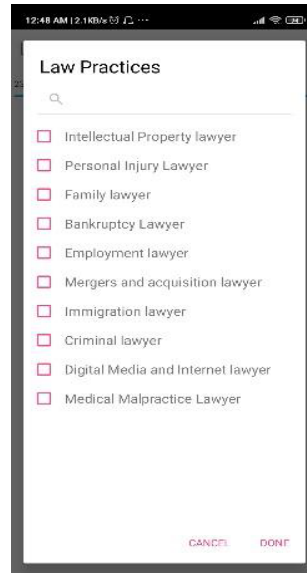 12:48 AM | 2.1KB/s
Law Practices
Intellectual Property lawyer
Personal Injury Lawyer
Family lawyer
Bankruptcy Lawyer
Employment lawyer
Mergers and acquisition lawyer
Immigration lawyer
Criminal lawyer
Digital Media and Internet lawyer
Medical Malpractice Lawyer
CANCEL DONE